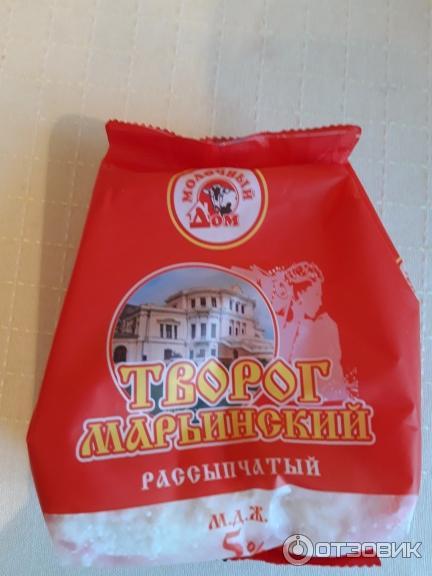 МОЛОЧНЫЙ
ДОМ
ТВОРОГ
МАРЬИНСКИЙ
РАССЫПЧАТЫЙ
М.Д.Ж.
5%
ОТЗОВИК